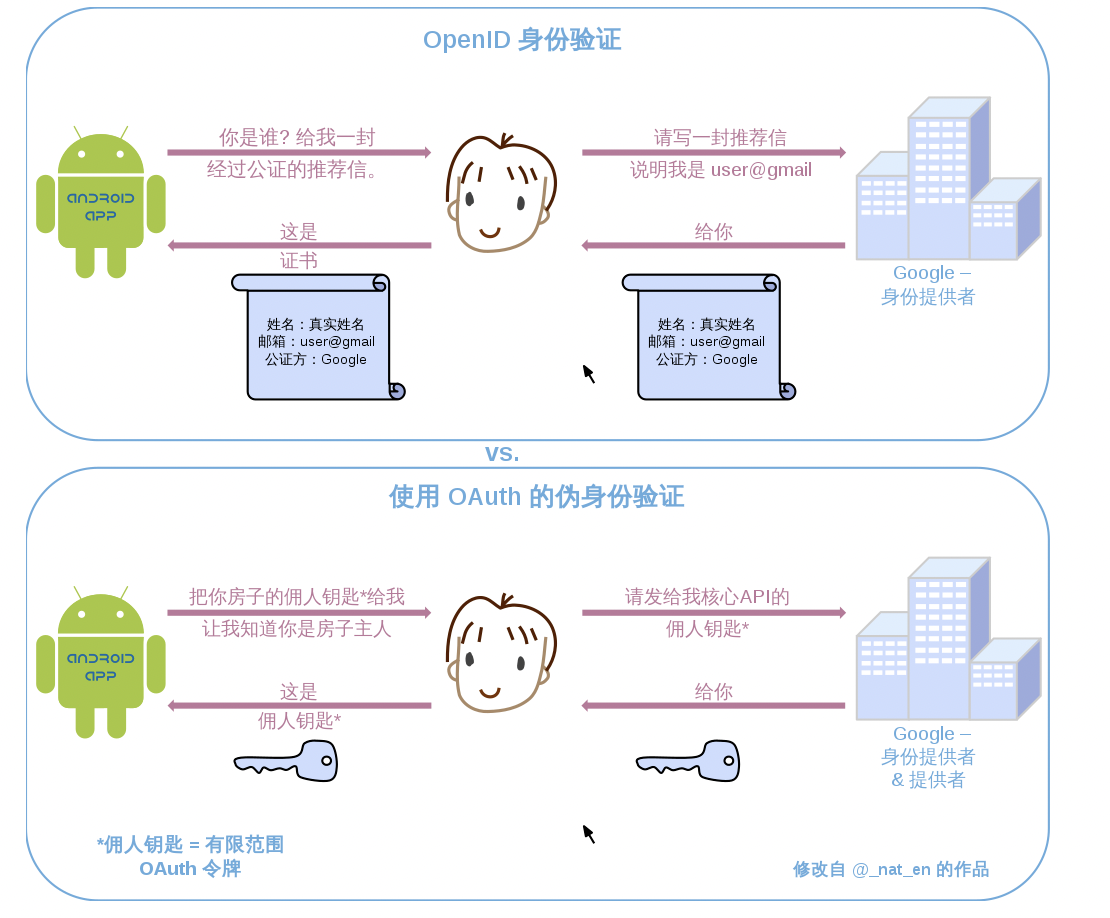 OpenID 身份验证
你是谁? 给我一封
经过公证的推荐信。
请写一封推荐信
说明我是 user@gmail
ANDROID
APP
这是
证书
给你
Google –
身份提供者
姓名：真实姓名
邮箱：user@gmail
公证方：Google
姓名：真实姓名
邮箱：user@gmail
公证方：Google
vs.
使用 OAuth 的伪身份验证
把你房子的佣人钥匙*给我
让我知道你是房子主人
请发给我核心API的
佣人钥匙*
ANDROID
APP
这是
佣人钥匙*
给你
Google –
身份提供者
& 提供者
*佣人钥匙 = 有限范围
OAuth 令牌
修改自 @_nat_en 的作品